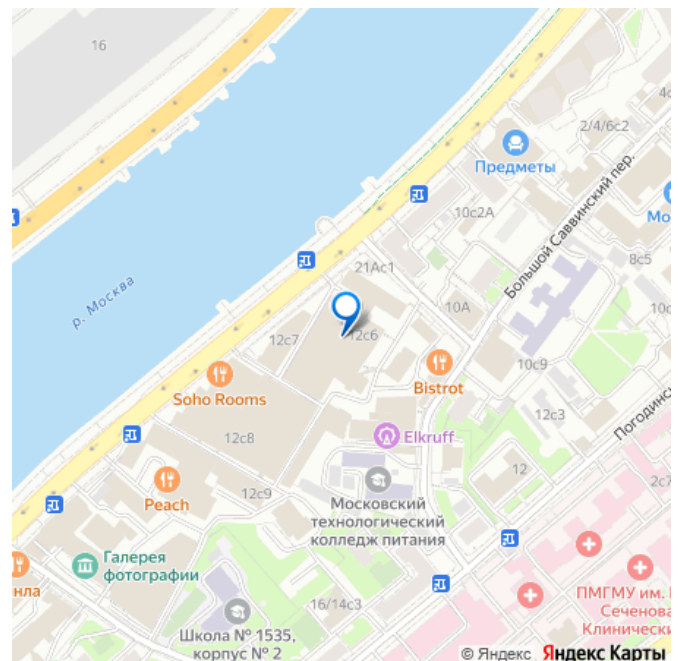 16
2/4/6с2
Предметы
10с2А
Большой Саввинский пер.
8с5
21Ас1
р. Москва
10А
12с7
12с6
10с9
Bistrot
Soho Rooms
12с3
Elkruff
12с8
12
2с7
Peach
12с9
Московский
технологический
колледж питания
Галерея
фотографии
16/14с3
ПМГМУ им.
Сеченова
Школа № 1535,
корпус № 2
© Яндекс Яндекс Карты